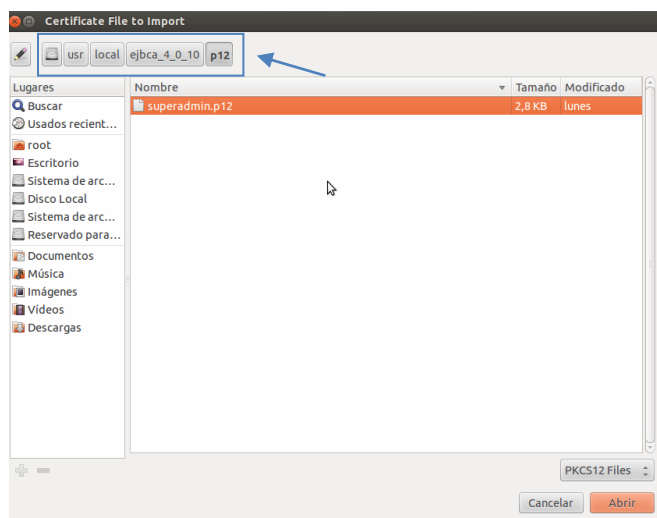 Certificate File to Import
usr local ejbca_4_0_10 p12
Lugares Nombre Tamaño Modificado
Buscar superadmin.p12 2,8 KB lunes
Usados recient...
root
Escritorio
Sistema de arc...
Disco Local
Sistema de arc...
Reservado para...
Documentos
Música
Imágenes
Vídeos
Descargas
PKCS12 Files
Cancelar Abrir